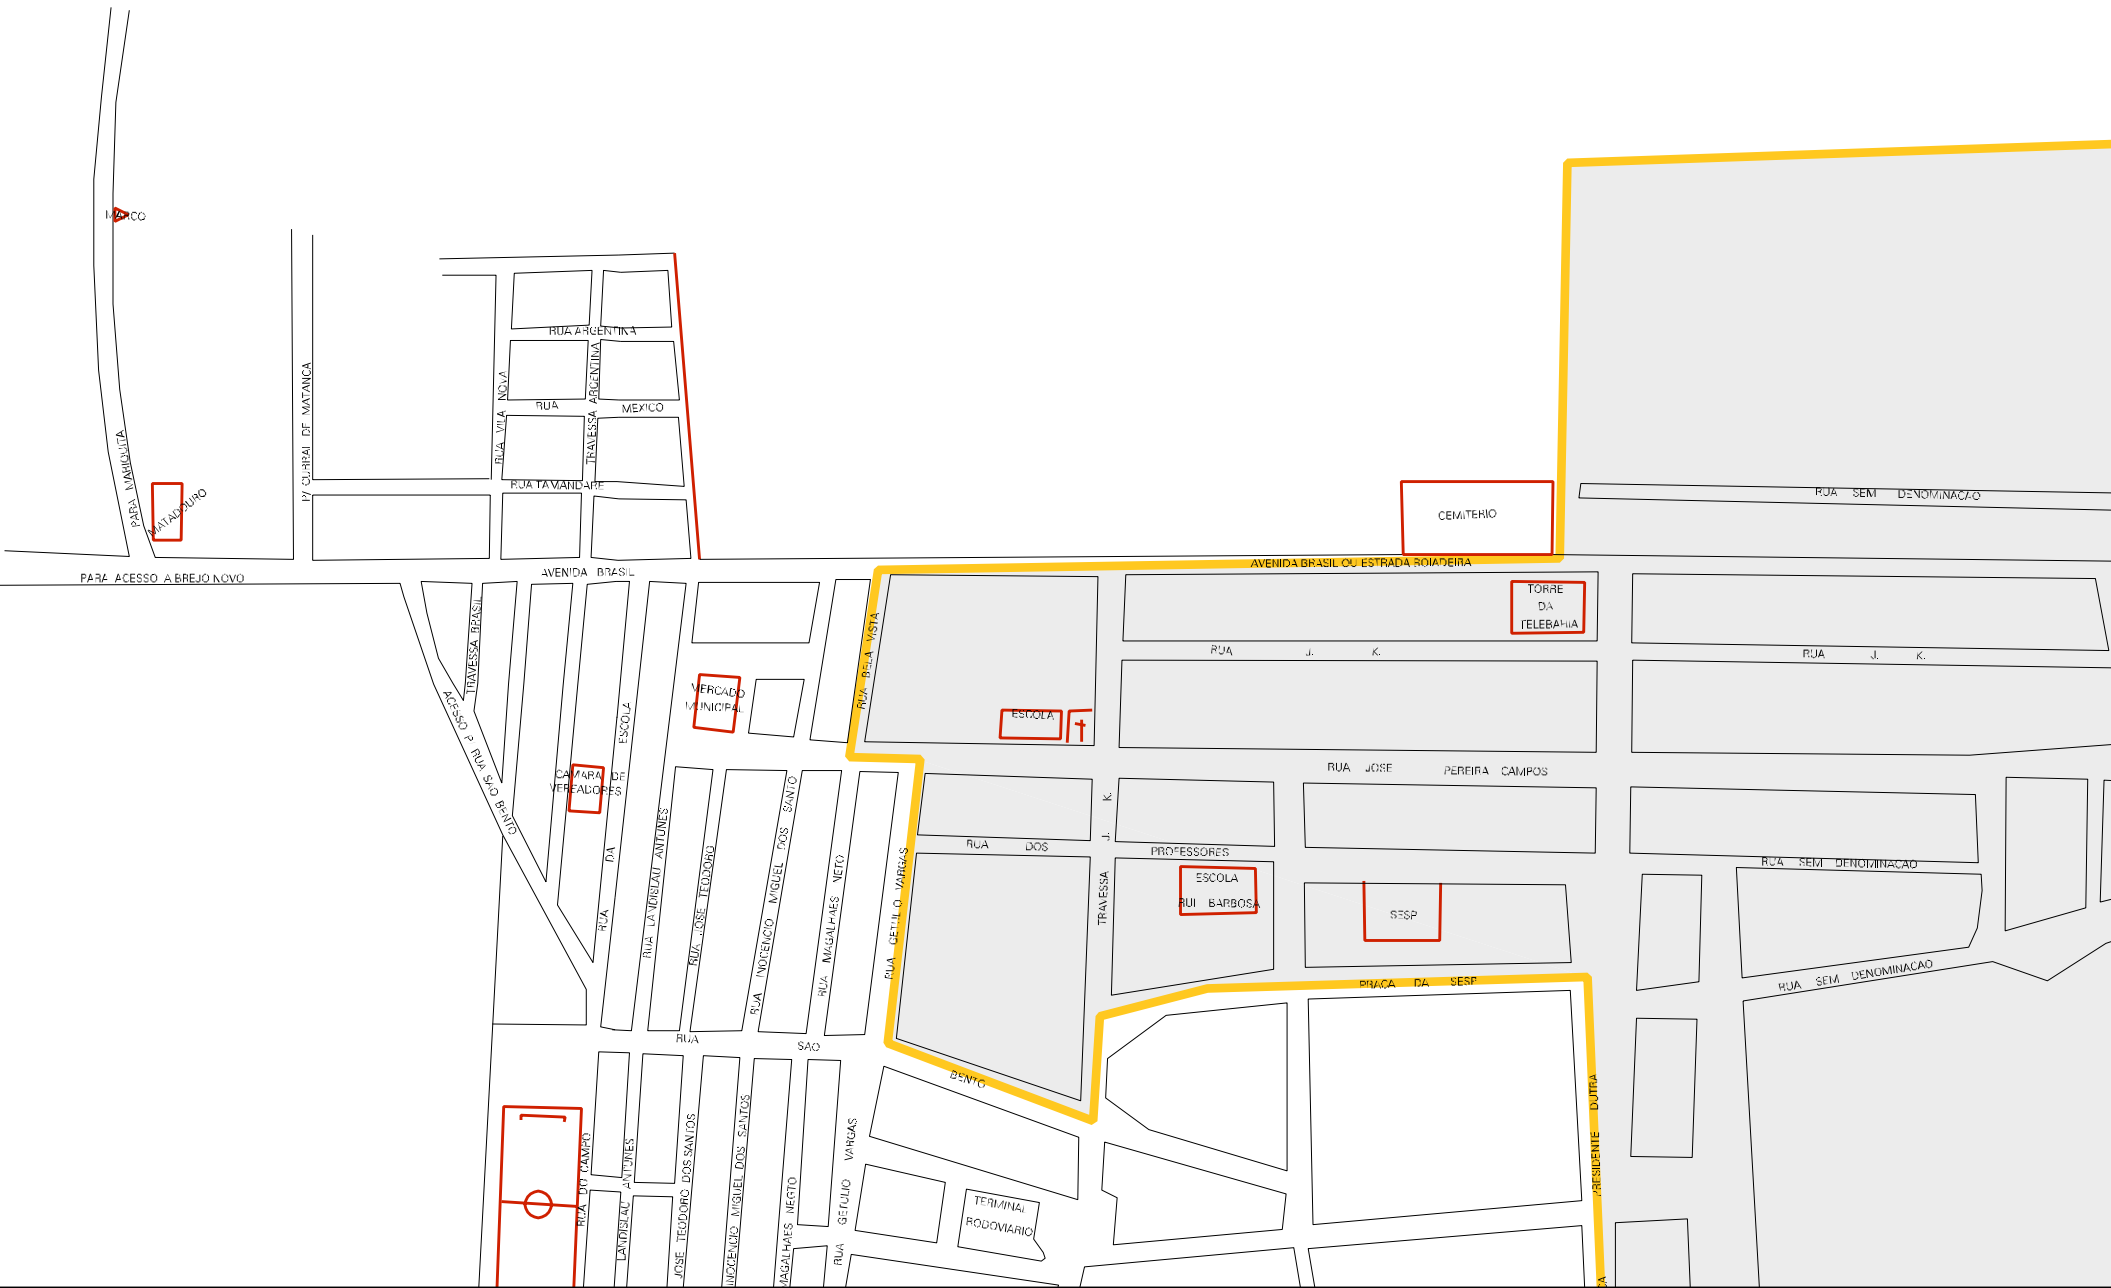 MARCO
RUA ARGENTINA
TRAVESSA ARGENTINA
RUA VILA NOVA
RUA MEXICO
P/ CURRAL DE MATANCA
PARA MARIQUITA
MATADOURO
RUA TAMANDARE
RUA SEM DENOMINACAO
CEMITERIO
AVENIDA BRASIL OU ESTRADA BOIADEIRA
PARA ACESSO A BREJO NOVO
AVENIDA BRASIL
TORRE
DA
TELEBAHIA
TRAVESSA BRASIL
RUA BELA VISTA
RUA J. K.
RUA J. K.
ACESSO P RUA SAO BENTO
MERCADO
MUNICIPAL
ESCOLA
RUA DA ESCOLA
CAMARA DE
VEREADORES
RUA JOSE PEREIRA CAMPOS
RUA LANDISLAU ANTUNES
RUA JOSE TEODORO
RUA INOCENCIO MIGUEL DOS SANTO
RUA MAGALHAES NETO
RUA GETULIO VARGAS
RUA DOS PROFESSORES
TRAVESSA J. K.
ESCOLA
RUI BARBOSA
SESP
RUA SEM DENOMINACAO
RUA SEM DENOMINACAO
PRACA DA SESP
RUA SAO BENTO
RUA DO CAMPO
LANDISLAU ANTUNES
JOSE TEODORO DOS SANTOS
INOCENCIO MIGUEL DOS SANTOS
MAGALHAES NEGTO
RUA GETULIO VARGAS
TERMINAL
RODOVIARIO
PRESIDENTE DUTRA
CA